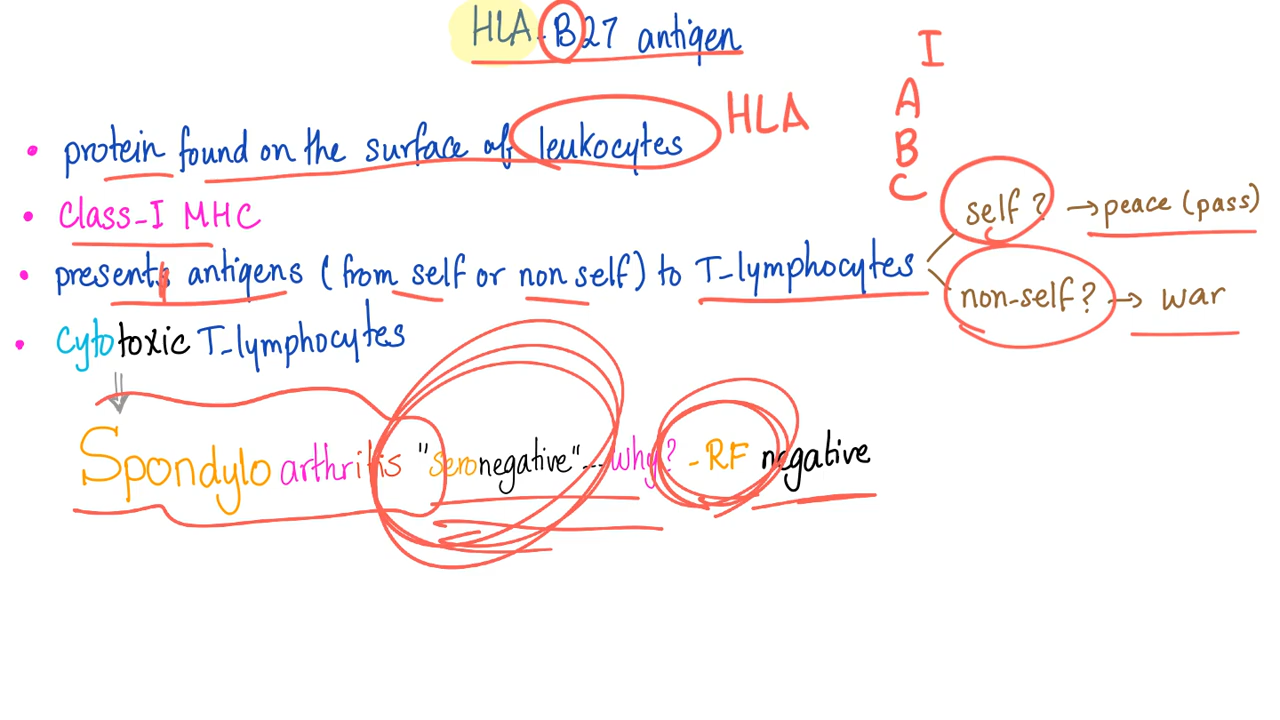 HLA-B27 antigen
I
A
B
C
• protein found on the surface of leukocytes HLA
• Class-I MHC
• presents antigens (from self or non self) to T-lymphocytes
self? → peace (pass)
non-self? → war
• Cytotoxic T-lymphocytes
⇓
Spondyloarthritis "seronegative"...why? - RF negative